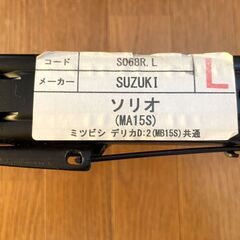 コード SO68R.L
メーカー SUZUKI
L
ソリオ
(MA15S)
ミツビシ デリカD:2(MB15S)共通